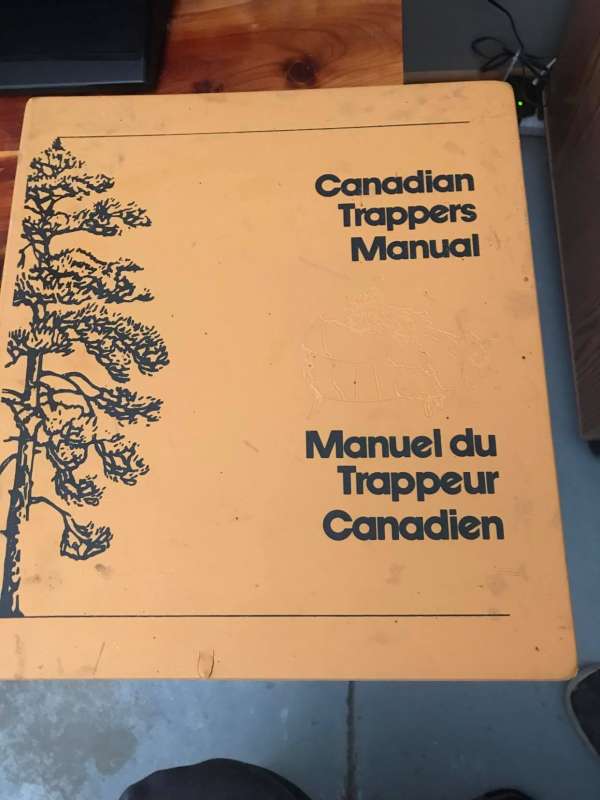 Canadian
Trappers
Manual
Manuel du
Trappeur
Canadien